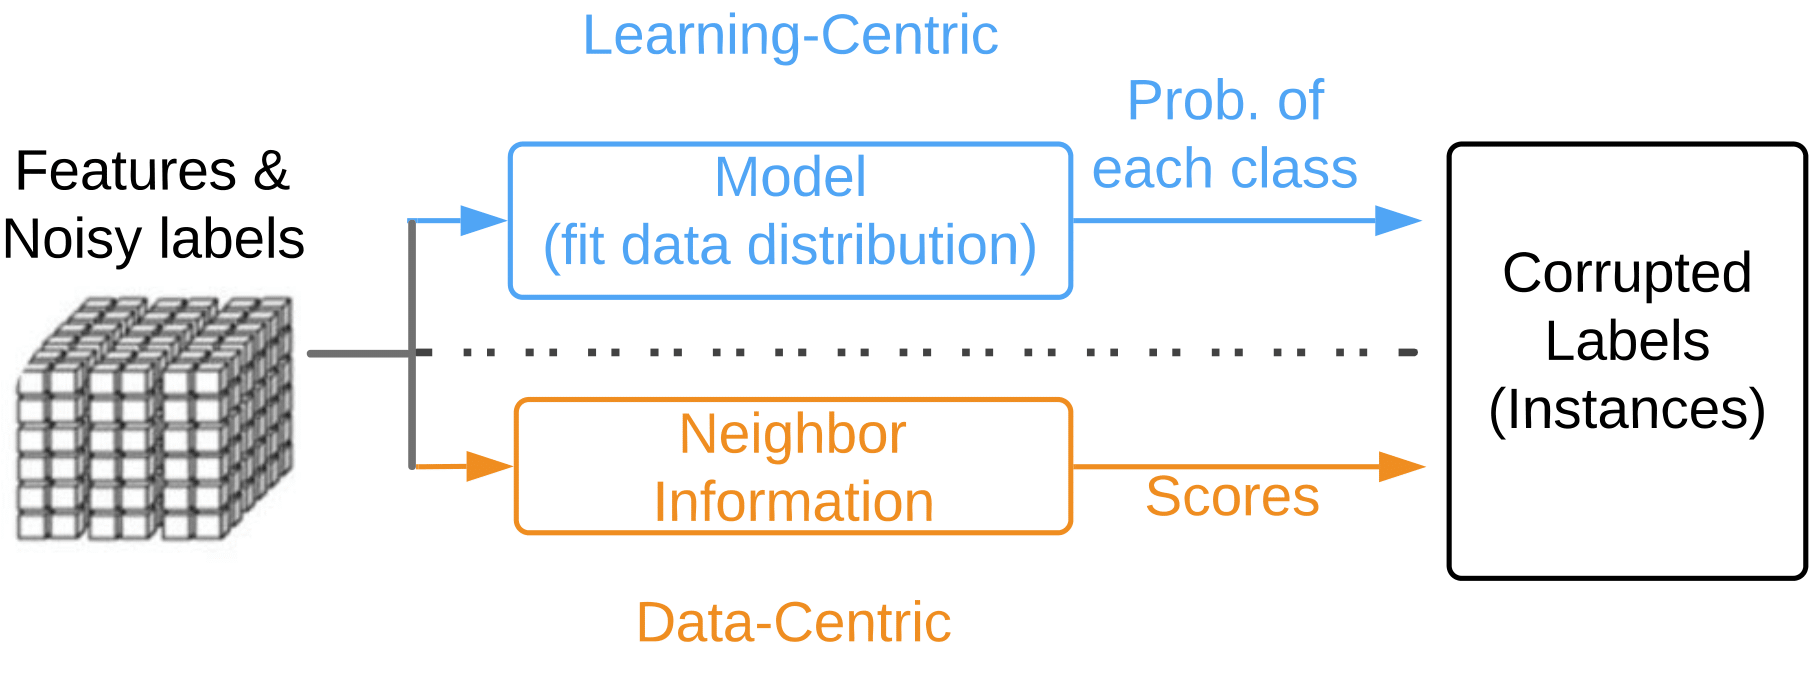 Learning-Centric
Prob. of
each class
Features &
Noisy labels
Model
(fit data distribution)
Corrupted
Labels
(Instances)
Neighbor
Information
Scores
Data-Centric